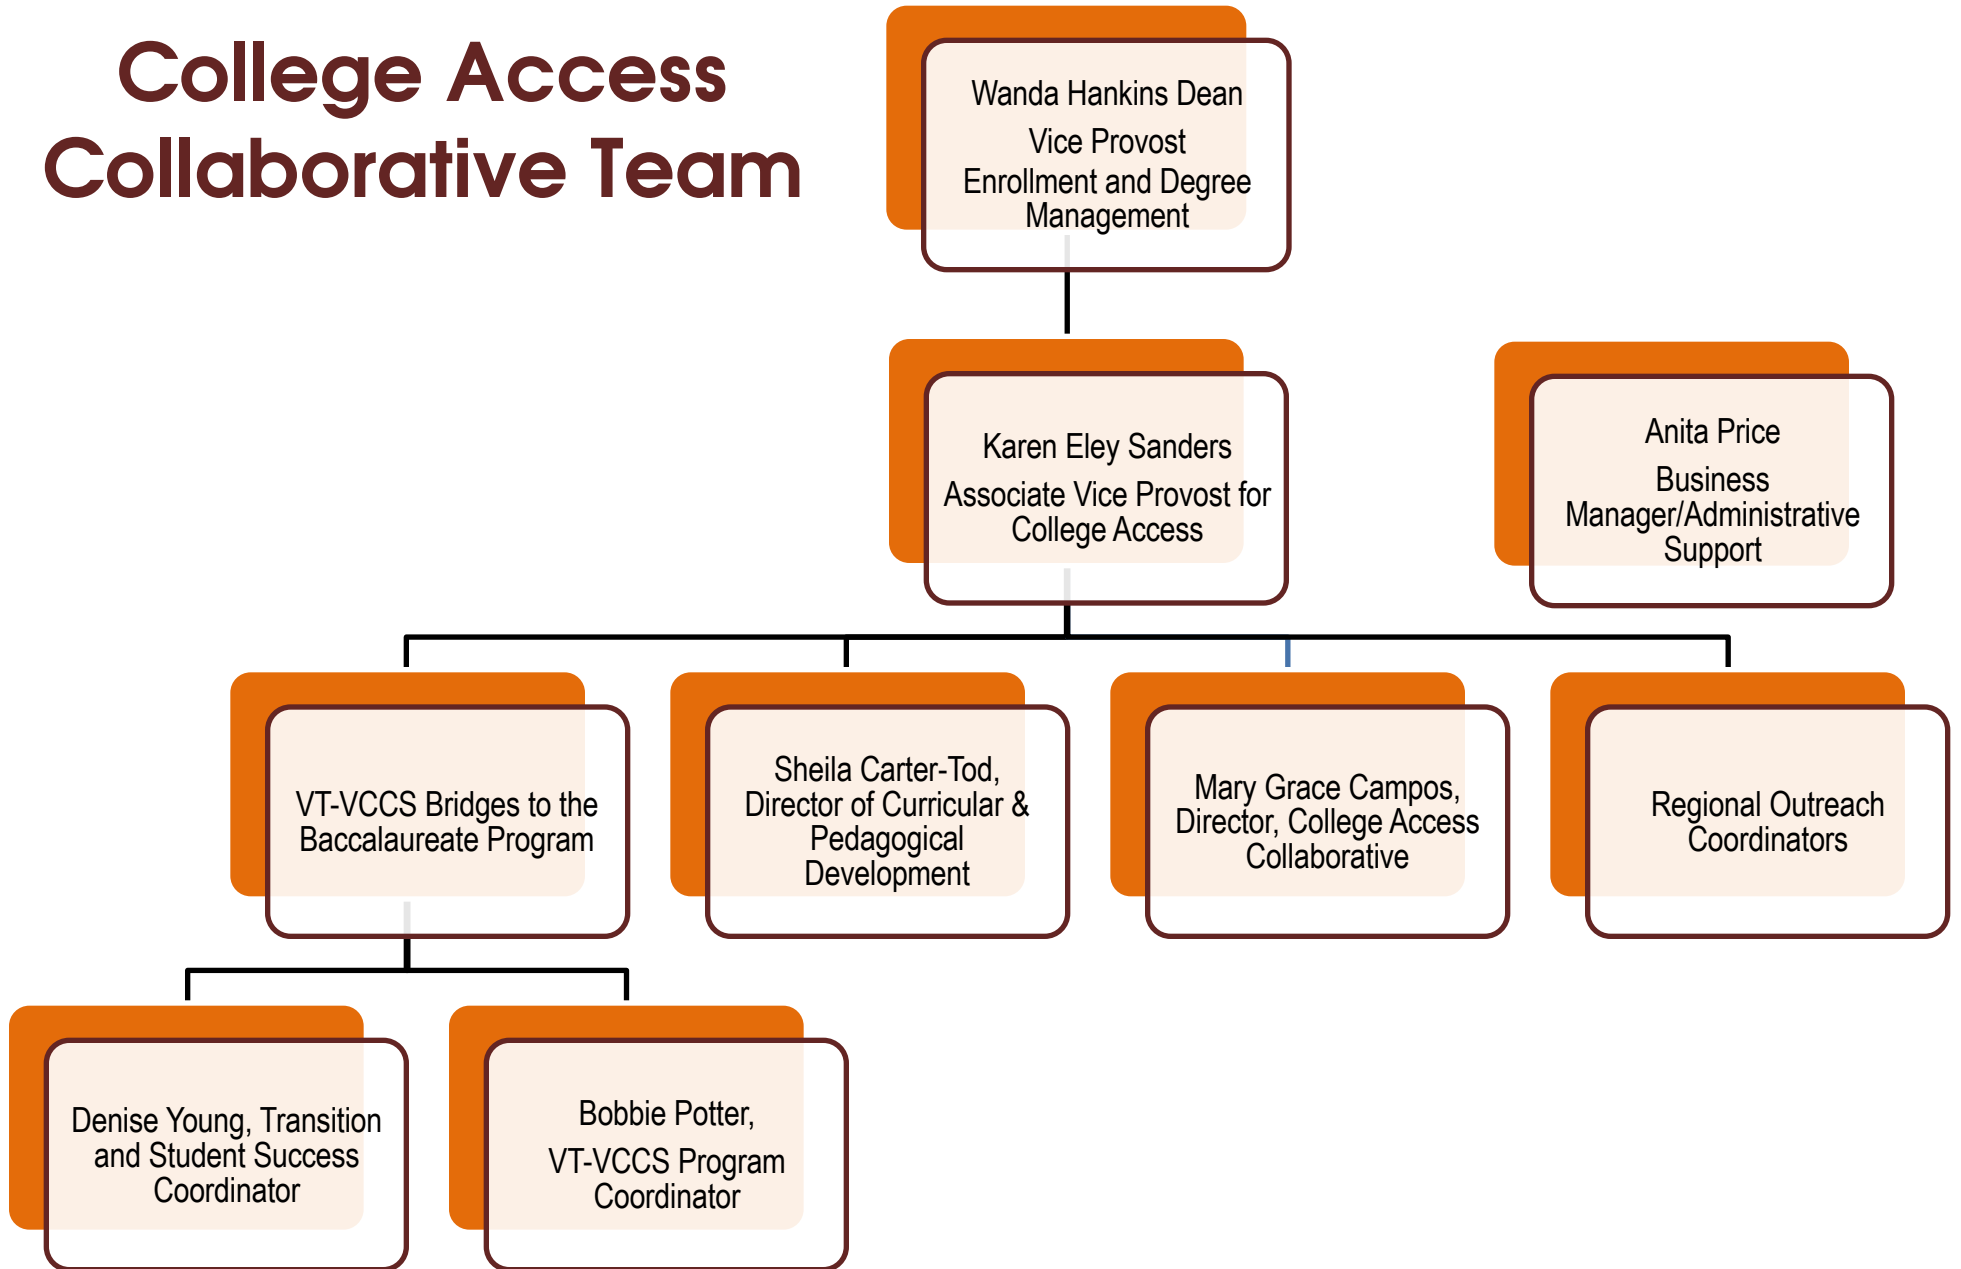 College Access
Collaborative Team
Wanda Hankins Dean
Vice Provost
Enrollment and Degree
Management
Karen Eley Sanders
Associate Vice Provost for
College Access
Anita Price
Business
Manager/Administrative
Support
VT-VCCS Bridges to the
Baccalaureate Program
Sheila Carter-Tod,
Director of Curricular &
Pedagogical
Development
Mary Grace Campos,
Director, College Access
Collaborative
Regional Outreach
Coordinators
Denise Young, Transition
and Student Success
Coordinator
Bobbie Potter,
VT-VCCS Program
Coordinator